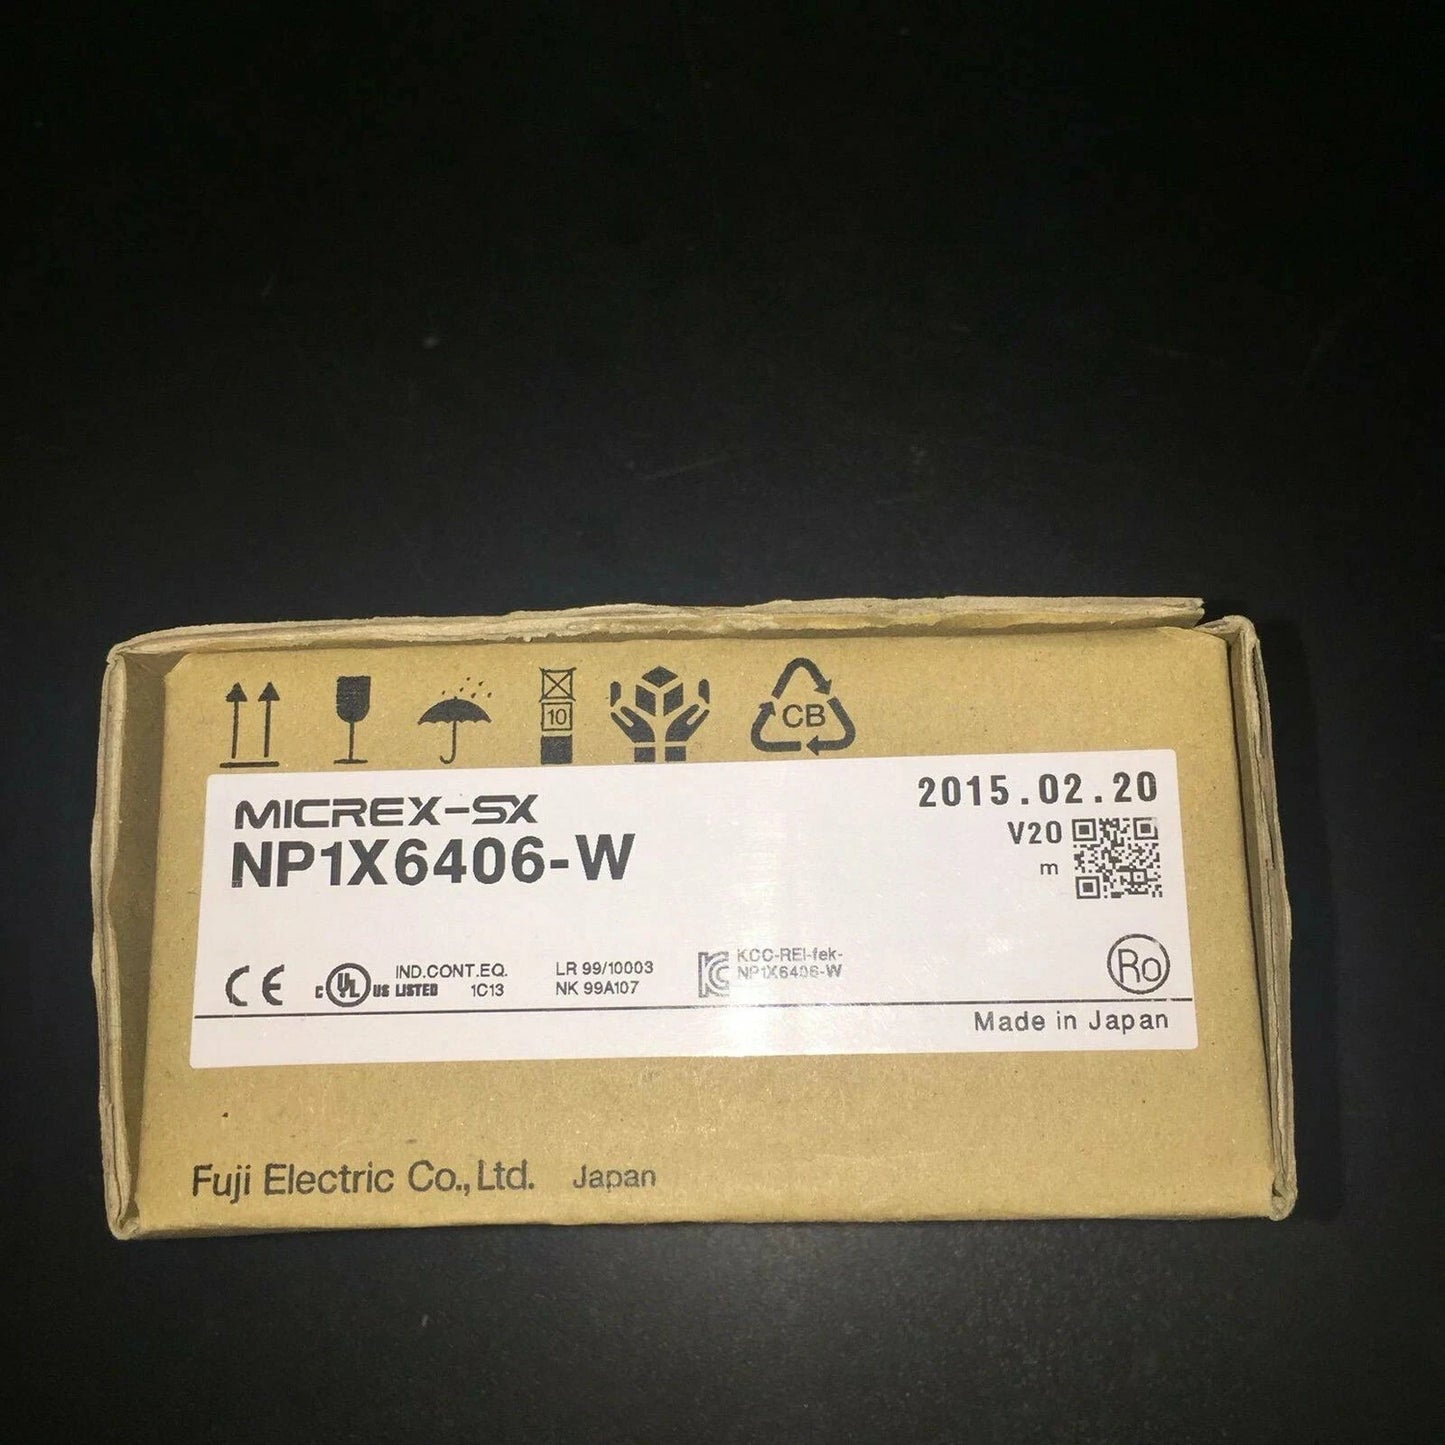 10
CB
MICREX-SX
2015.02.20
NP1X6406-W
V20
m
CE
c UL US LISTED
IND.CONT.EQ.
1C13
LR 99/10003
NK 99A107
KCC-REI-fek-
NP1X6406-W
Ro
Made in Japan
Fuji Electric Co., Ltd. Japan